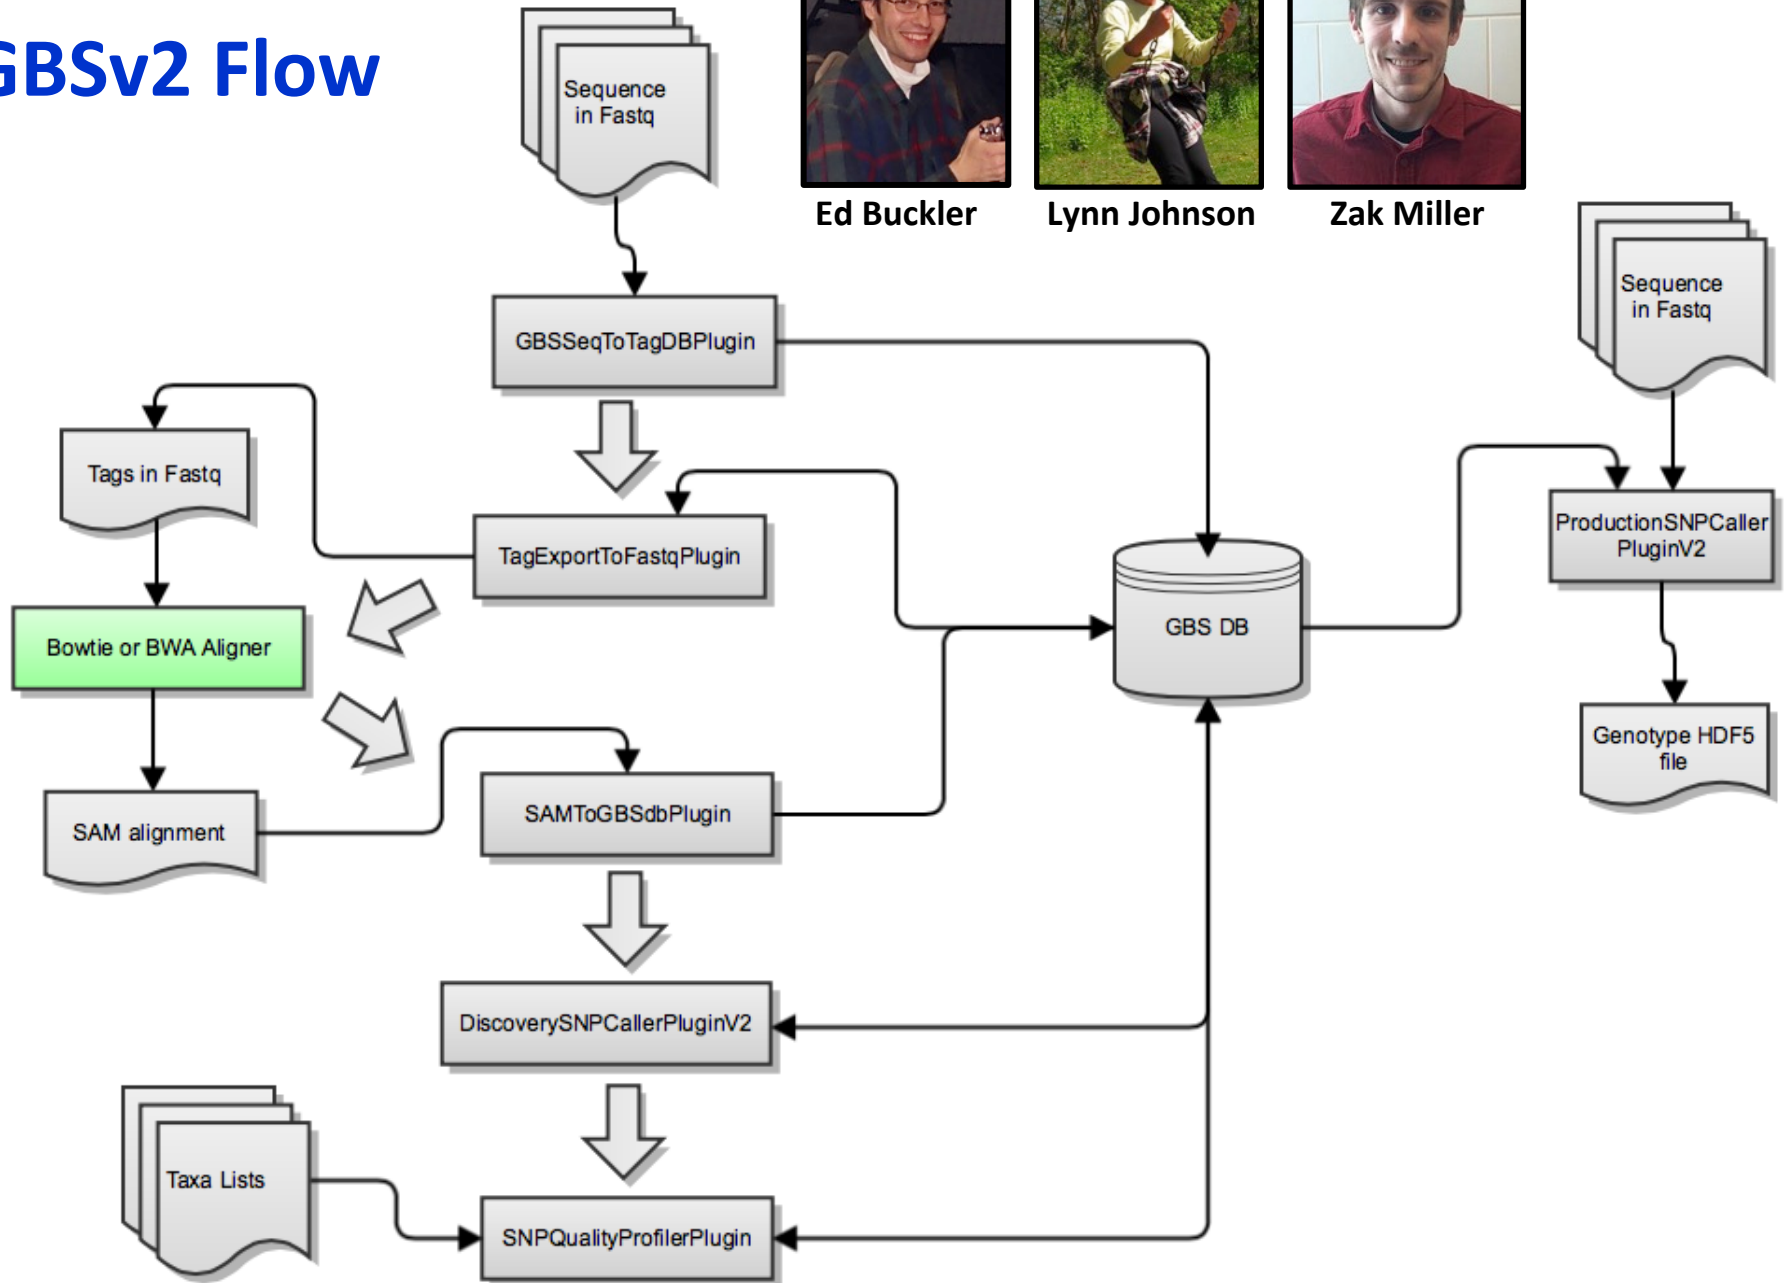 GBSv2 Flow
Sequence
in Fastq
Ed Buckler
Lynn Johnson
Zak Miller
Sequence
in Fastq
GBSSeqToTagDBPlugin
Tags in Fastq
TagExportToFastqPlugin
ProductionSNPCaller
PluginV2
Bowtie or BWA Aligner
GBS DB
Genotype HDF5
file
SAM alignment
SAMToGBSdbPlugin
DiscoverySNPCallerPluginV2
Taxa Lists
SNPQualityProfilerPlugin